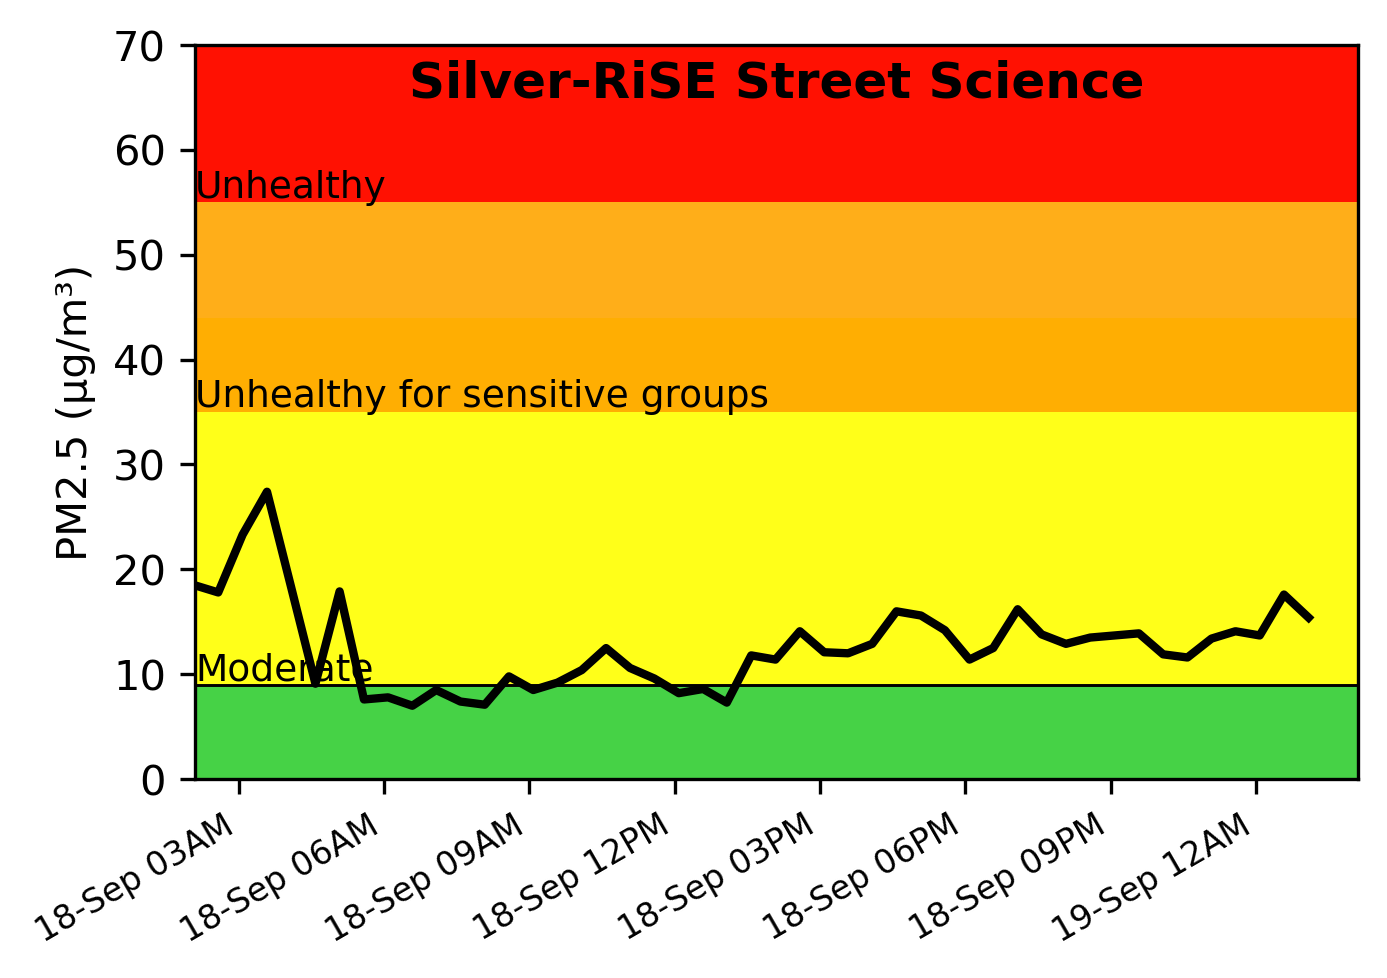 Silver-RiSE Street Science
PM2.5 (µg/m³)
70
60
50
40
30
20
10
0
Unhealthy
Unhealthy for sensitive groups
Moderate
18-Sep 03AM
18-Sep 06AM
18-Sep 09AM
18-Sep 12PM
18-Sep 03PM
18-Sep 06PM
18-Sep 09PM
19-Sep 12AM